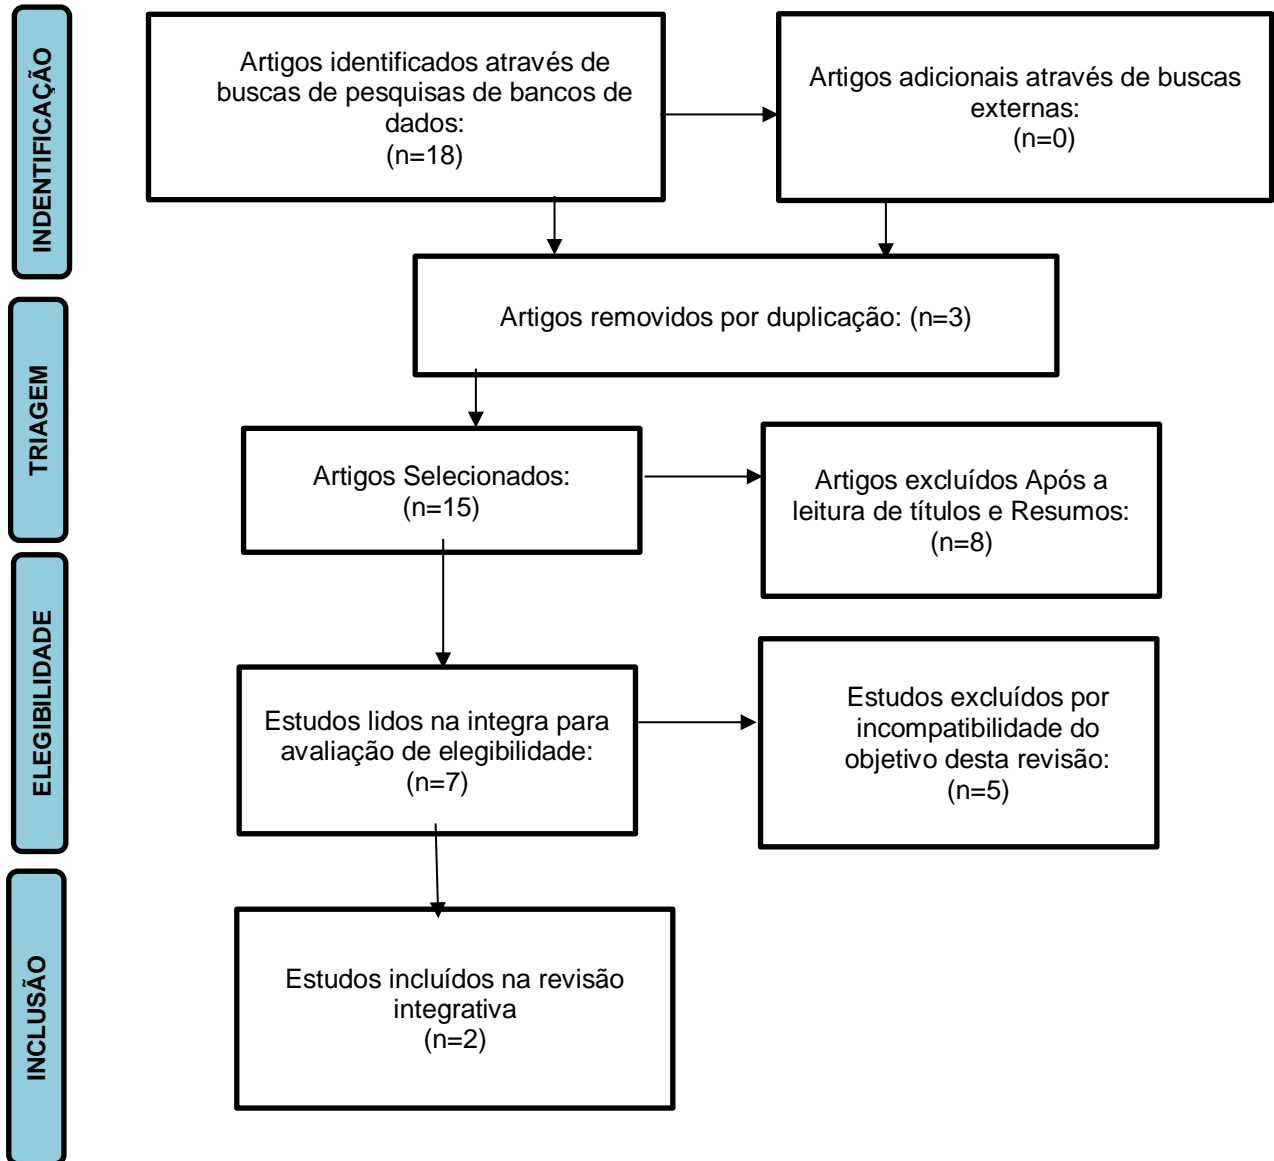 INDENTIFICAÇÃO
Artigos identificados através de
buscas de pesquisas de bancos de
dados:
(n=18)
Artigos adicionais através de buscas
externas:
(n=0)
Artigos removidos por duplicação: (n=3)
TRIAGEM
Artigos Selecionados:
(n=15)
Artigos excluídos Após a
leitura de títulos e Resumos:
(n=8)
ELEGIBILIDADE
Estudos lidos na integra para
avaliação de elegibilidade:
(n=7)
Estudos excluídos por
incompatibilidade do
objetivo desta revisão:
(n=5)
INCLUSÃO
Estudos incluídos na revisão
integrativa
(n=2)